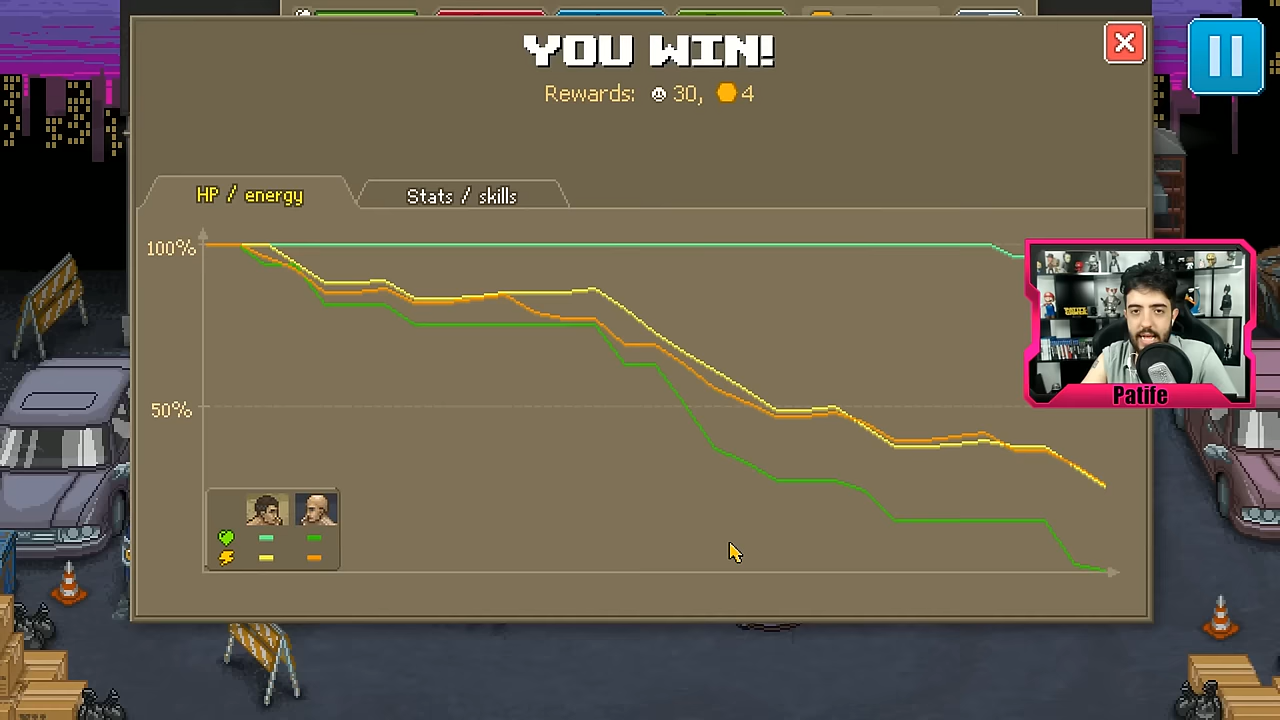 YOU WIN!
Rewards: 30, 4
HP / energy
Stats / skills
100%
50%
Patife